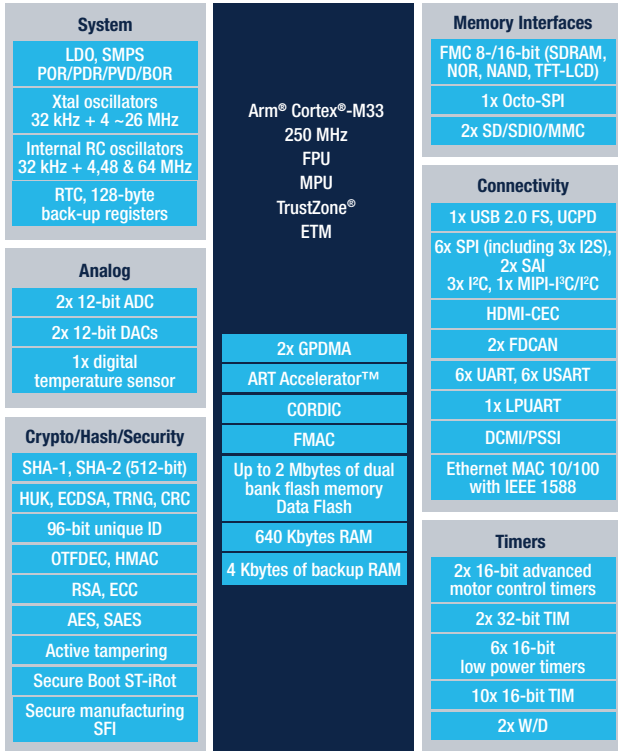 System
LDO, SMPS
POR/PDR/PVD/BOR
Xtal oscillators
32 kHz + 4 ~26 MHz
Internal RC oscillators
32 kHz + 4,48 & 64 MHz
RTC, 128-byte
back-up registers
Analog
2x 12-bit ADC
2x 12-bit DACs
1x digital
temperature sensor
Crypto/Hash/Security
SHA-1, SHA-2 (512-bit)
HUK, ECDSA, TRNG, CRC
96-bit unique ID
OTFDEC, HMAC
RSA, ECC
AES, SAES
Active tampering
Secure Boot ST-iRot
Secure manufacturing
SFI
Arm® Cortex®-M33
250 MHz
FPU
MPU
TrustZone®
ETM
2x GPDMA
ART Accelerator™
CORDIC
FMAC
Up to 2 Mbytes of dual
bank flash memory
Data Flash
640 Kbytes RAM
4 Kbytes of backup RAM
Memory Interfaces
FMC 8-/16-bit (SDRAM,
NOR, NAND, TFT-LCD)
1x Octo-SPI
2x SD/SDIO/MMC
Connectivity
1x USB 2.0 FS, UCPD
6x SPI (including 3x I2S),
2x SAI
3x I²C, 1x MIPI-I³C/I²C
HDMI-CEC
2x FDCAN
6x UART, 6x USART
1x LPUART
DCMI/PSSI
Ethernet MAC 10/100
with IEEE 1588
Timers
2x 16-bit advanced
motor control timers
2x 32-bit TIM
6x 16-bit
low power timers
10x 16-bit TIM
2x W/D